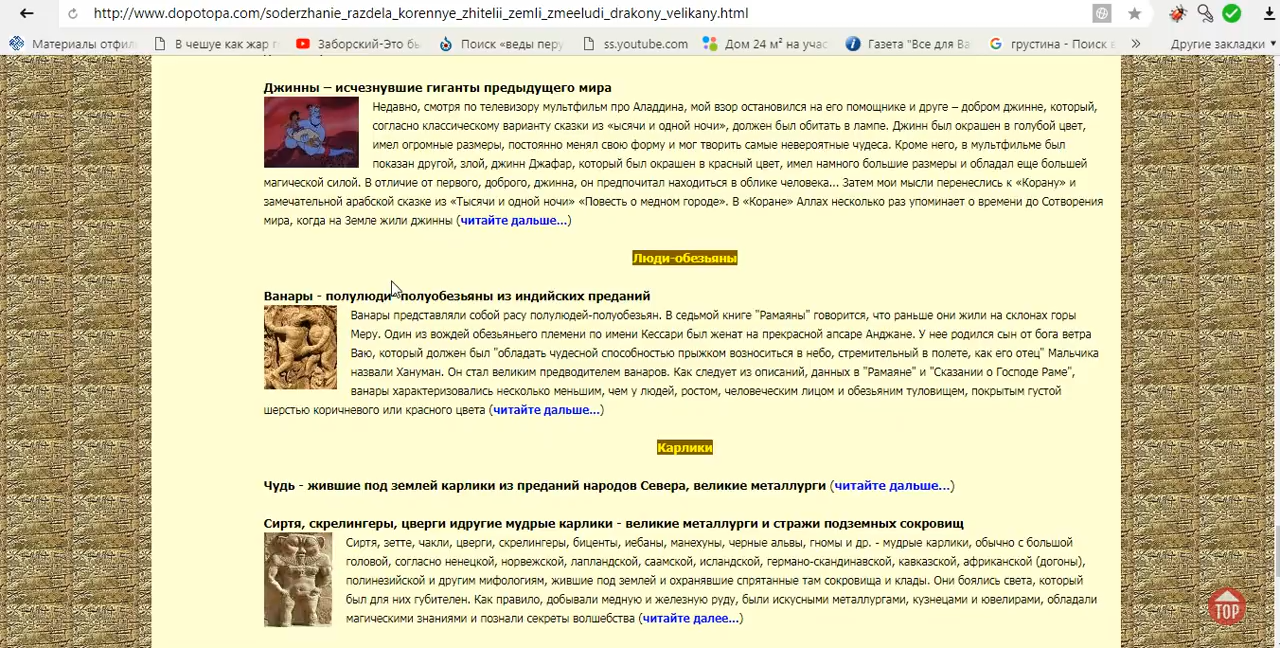 http://www.dopotopa.com/soderzhanie_razdela_korennye_zhitelii_zemli_zmeeludi_drakony_velikany.html
Материалы отфил В чешуе как жар г Заборский-Это бь Поиск «веды перу ss.youtube.com Дом 24 м² на учас Газета "Все для Ва грустина - Поиск в » Другие закладки
Джинны – исчезнувшие гиганты предыдущего мира
Недавно, смотря по телевизору мультфильм про Аладдина, мой взор остановился на его помощнике и друге – добром джинне, который,
согласно классическому варианту сказки из «ысячи и одной ночи», должен был обитать в лампе. Джинн был окрашен в голубой цвет,
имел огромные размеры, постоянно менял свою форму и мог творить самые невероятные чудеса. Кроме него, в мультфильме был
показан другой, злой, джинн Джафар, который был окрашен в красный цвет, имел намного большие размеры и обладал еще большей
магической силой. В отличие от первого, доброго, джинна, он предпочитал находиться в облике человека... Затем мои мысли перенеслись к «Корану» и
замечательной арабской сказке из «Тысячи и одной ночи» «Повесть о медном городе». В «Коране» Аллах несколько раз упоминает о времени до Сотворения
мира, когда на Земле жили джинны (читайте дальше...)
Люди-обезьяны
Ванары - полулюди-полуобезьяны из индийских преданий
Ванары представляли собой расу полулюдей-полуобезьян. В седьмой книге "Рамаяны" говорится, что раньше они жили на склонах горы
Меру. Один из вождей обезьяньего племени по имени Кессари был женат на прекрасной апсаре Анджане. У нее родился сын от бога ветра
Ваю, который должен был "обладать чудесной способностью прыжком возноситься в небо, стремительный в полете, как его отец" Мальчика
назвали Хануман. Он стал великим предводителем ванаров. Как следует из описаний, данных в "Рамаяне" и "Сказании о Господе Раме",
ванары характеризовались несколько меньшим, чем у людей, ростом, человеческим лицом и обезьяним туловищем, покрытым густой
шерстью коричневого или красного цвета (читайте дальше...)
Карлики
Чудь - жившие под землей карлики из преданий народов Севера, великие металлурги (читайте дальше...)
Сиртя, скрелингеры, цверги идругие мудрые карлики - великие металлурги и стражи подземных сокровищ
Сиртя, зетте, чакли, цверги, скрелингеры, биценты, иебаны, манехуны, черные альвы, гномы и др. - мудрые карлики, обычно с большой
головой, согласно ненецкой, норвежской, лапландской, саамской, исландской, германо-скандинавской, кавказской, африканской (догоны),
полинезийской и другим мифологиям, жившие под землей и охранявшие спрятанные там сокровища и клады. Они боялись света, который
был для них губителен. Как правило, добывали медную и железную руду, были искусными металлургами, кузнецами и ювелирами, обладали
магическими знаниями и познали секреты волшебства (читайте далее...)
TOP